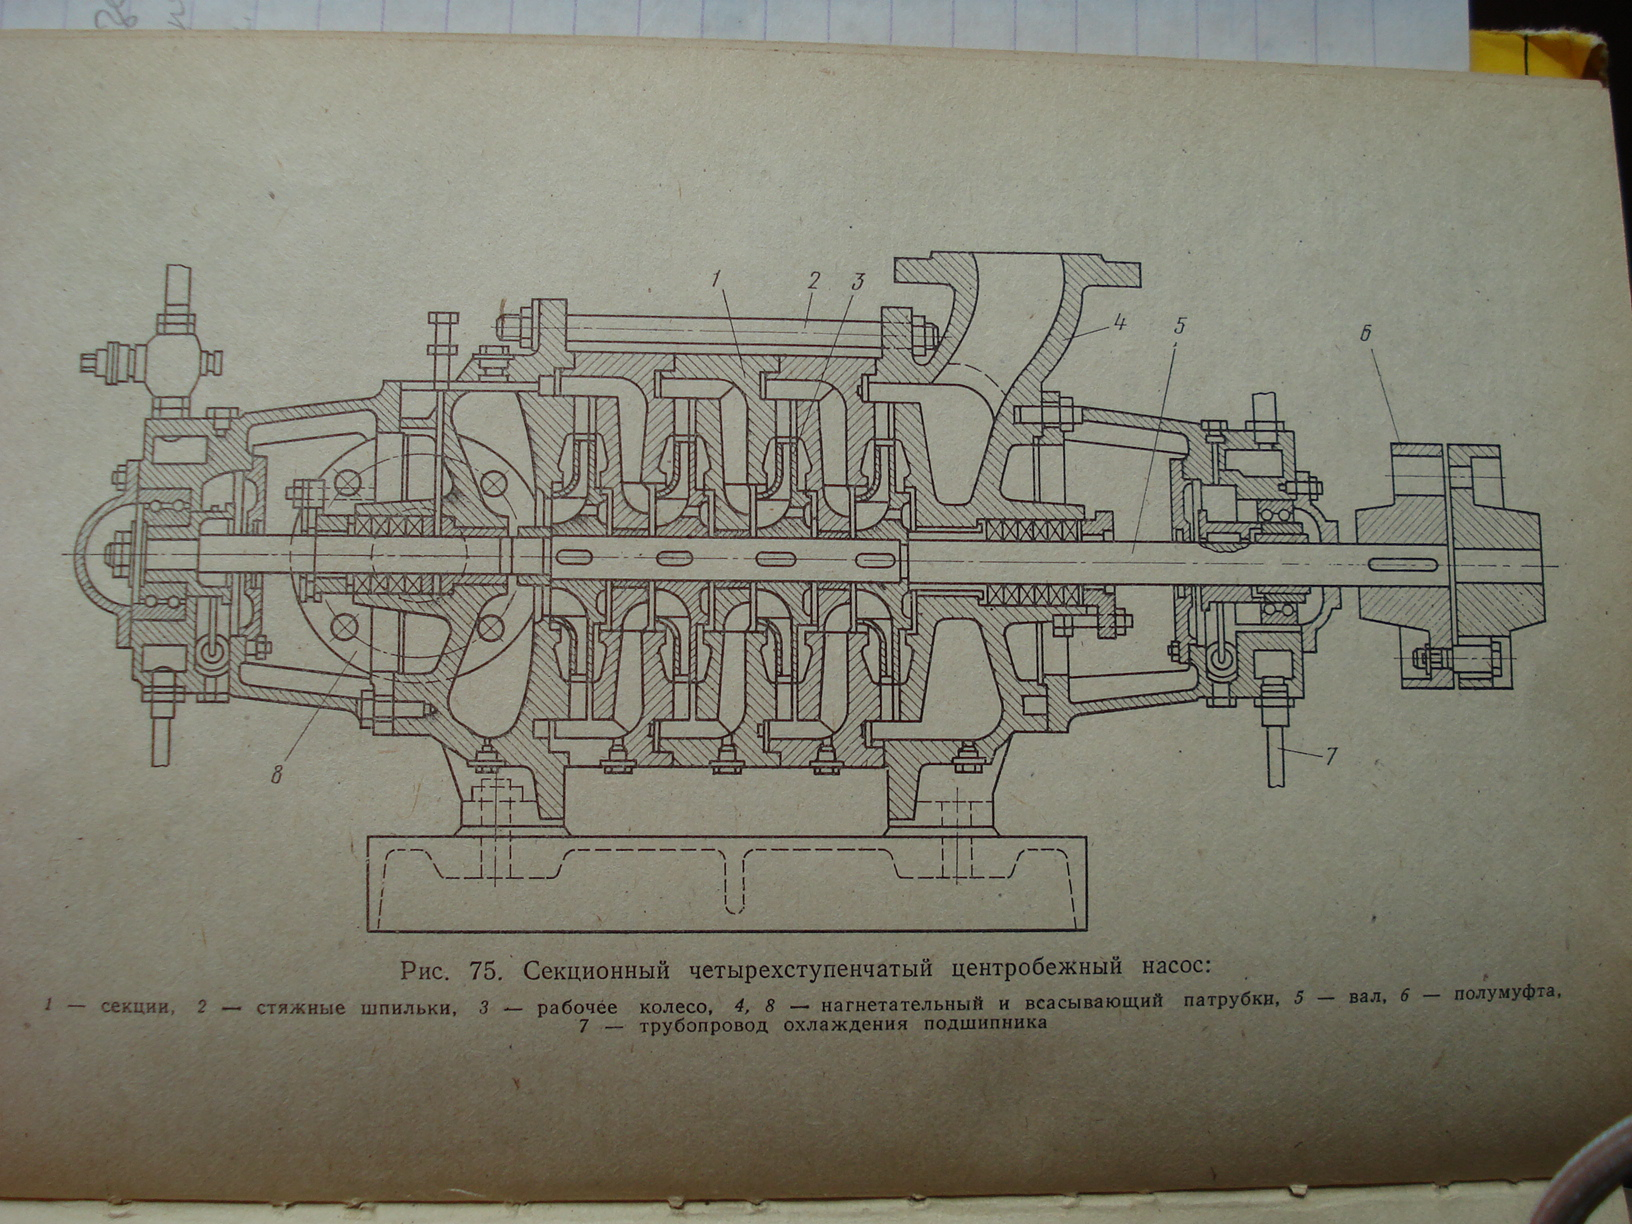 1 2 3 4 5 6
8 7
Рис. 75. Секционный четырехступенчатый центробежный насос:
1 — секции, 2 — стяжные шпильки, 3 — рабочее колесо, 4, 8 — нагнетательный и всасывающий патрубки, 5 — вал, 6 — полумуфта,
7 — трубопровод охлаждения подшипника